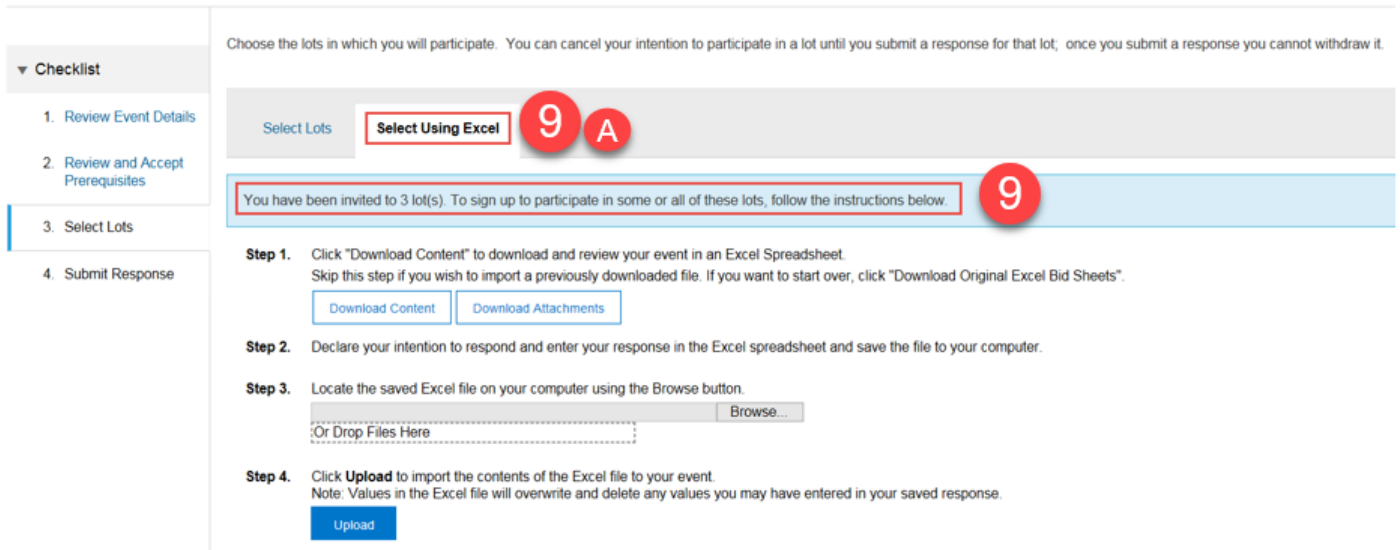 Choose the lots in which you will participate. You can cancel your intention to participate in a lot until you submit a response for that lot; once you submit a response you cannot withdraw it.
▼ Checklist
1. Review Event Details
2. Review and Accept
Prerequisites
3. Select Lots
4. Submit Response
Select Lots
Select Using Excel
9
A
You have been invited to 3 lot(s). To sign up to participate in some or all of these lots, follow the instructions below.
9
Step 1. Click "Download Content" to download and review your event in an Excel Spreadsheet.
Skip this step if you wish to import a previously downloaded file. If you want to start over, click "Download Original Excel Bid Sheets".
Download Content
Download Attachments
Step 2. Declare your intention to respond and enter your response in the Excel spreadsheet and save the file to your computer.
Step 3. Locate the saved Excel file on your computer using the Browse button.
Browse...
Or Drop Files Here
Step 4. Click Upload to import the contents of the Excel file to your event.
Note: Values in the Excel file will overwrite and delete any values you may have entered in your saved response.
Upload